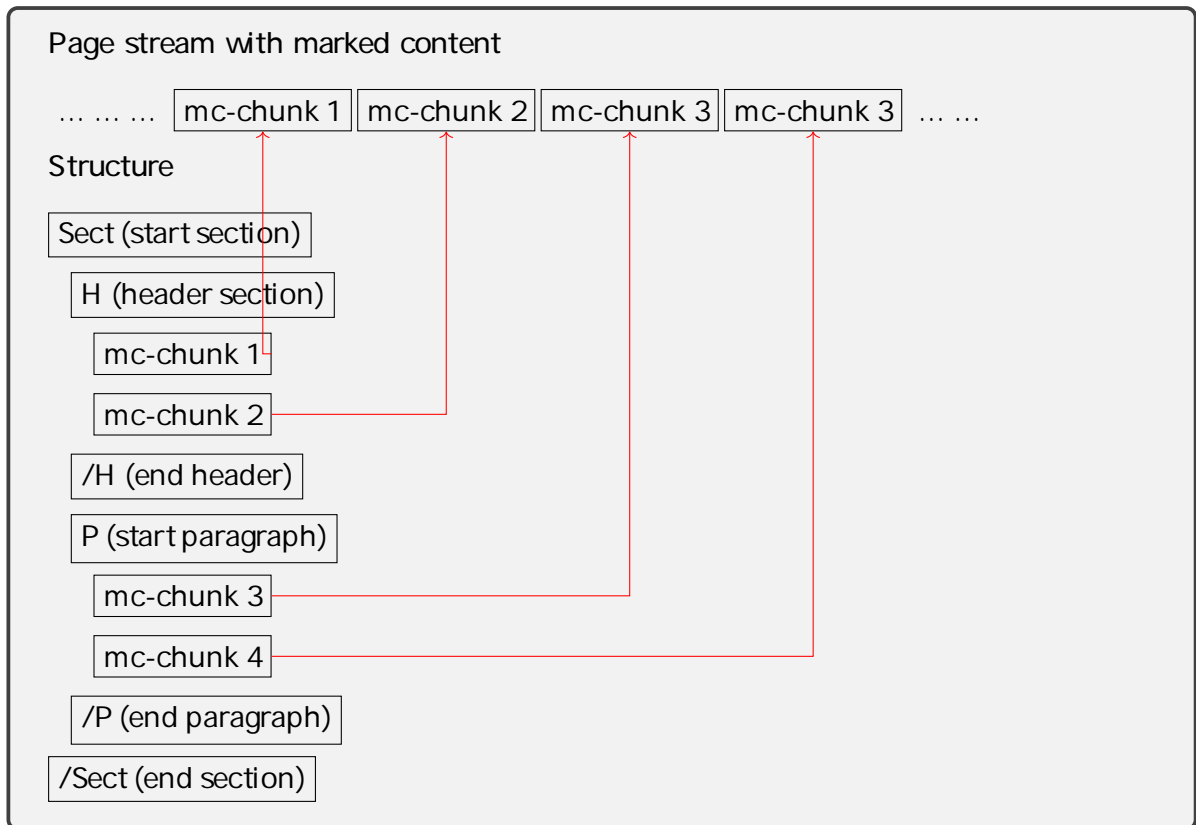 Page stream with marked content
… … … mc-chunk 1 mc-chunk 2 mc-chunk 3 mc-chunk 3 … …
Structure
Sect (start section)
H (header section)
mc-chunk 1
mc-chunk 2
/H (end header)
P (start paragraph)
mc-chunk 3
mc-chunk 4
/P (end paragraph)
/Sect (end section)